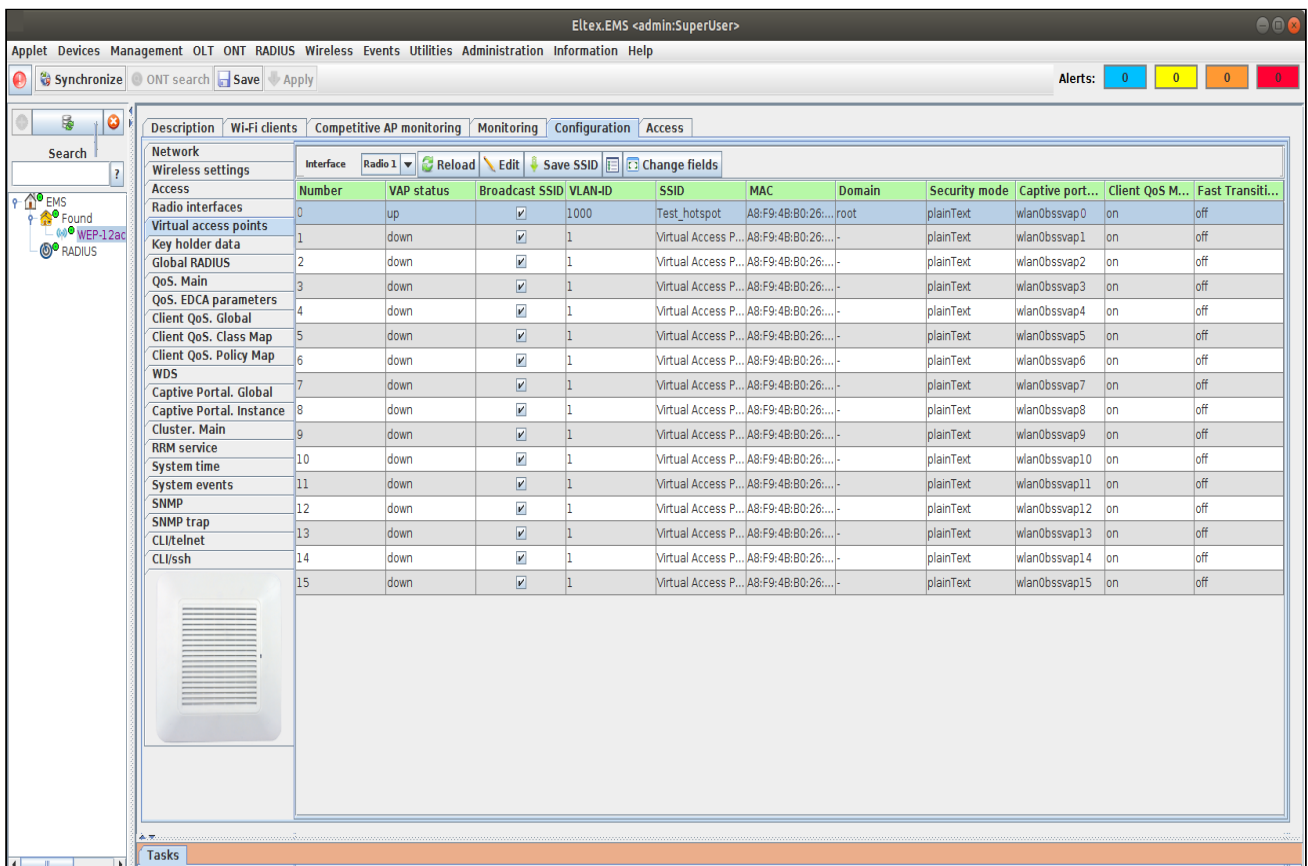 Eltex.EMS <admin:SuperUser>
Applet Devices Management OLT ONT RADIUS Wireless Events Utilities Administration Information Help
Synchronize ONT search Save Apply Alerts: 0 0 0 0
Description Wi-Fi clients Competitive AP monitoring Monitoring Configuration Access
Search
?
EMS
Found
WEP-12ac
RADIUS
Network
Wireless settings
Access
Radio interfaces
Virtual access points
Key holder data
Global RADIUS
QoS. Main
QoS. EDCA parameters
Client QoS. Global
Client QoS. Class Map
Client QoS. Policy Map
WDS
Captive Portal. Global
Captive Portal. Instance
Cluster. Main
RRM service
System time
System events
SNMP
SNMP trap
CLI/telnet
CLI/ssh
Interface Radio 1 Reload Edit Save SSID Change fields
Number VAP status Broadcast SSID VLAN-ID SSID MAC Domain Security mode Captive port... Client QoS M... Fast Transiti...
0 up 1000 Test_hotspot A8:F9:4B:B0:26:... root plainText wlan0bssvap0 on off
1 down 1 Virtual Access P... A8:F9:4B:B0:26:... - plainText wlan0bssvap1 on off
2 down 1 Virtual Access P... A8:F9:4B:B0:26:... - plainText wlan0bssvap2 on off
3 down 1 Virtual Access P... A8:F9:4B:B0:26:... - plainText wlan0bssvap3 on off
4 down 1 Virtual Access P... A8:F9:4B:B0:26:... - plainText wlan0bssvap4 on off
5 down 1 Virtual Access P... A8:F9:4B:B0:26:... - plainText wlan0bssvap5 on off
6 down 1 Virtual Access P... A8:F9:4B:B0:26:... - plainText wlan0bssvap6 on off
7 down 1 Virtual Access P... A8:F9:4B:B0:26:... - plainText wlan0bssvap7 on off
8 down 1 Virtual Access P... A8:F9:4B:B0:26:... - plainText wlan0bssvap8 on off
9 down 1 Virtual Access P... A8:F9:4B:B0:26:... - plainText wlan0bssvap9 on off
10 down 1 Virtual Access P... A8:F9:4B:B0:26:... - plainText wlan0bssvap10 on off
11 down 1 Virtual Access P... A8:F9:4B:B0:26:... - plainText wlan0bssvap11 on off
12 down 1 Virtual Access P... A8:F9:4B:B0:26:... - plainText wlan0bssvap12 on off
13 down 1 Virtual Access P... A8:F9:4B:B0:26:... - plainText wlan0bssvap13 on off
14 down 1 Virtual Access P... A8:F9:4B:B0:26:... - plainText wlan0bssvap14 on off
15 down 1 Virtual Access P... A8:F9:4B:B0:26:... - plainText wlan0bssvap15 on off
Tasks